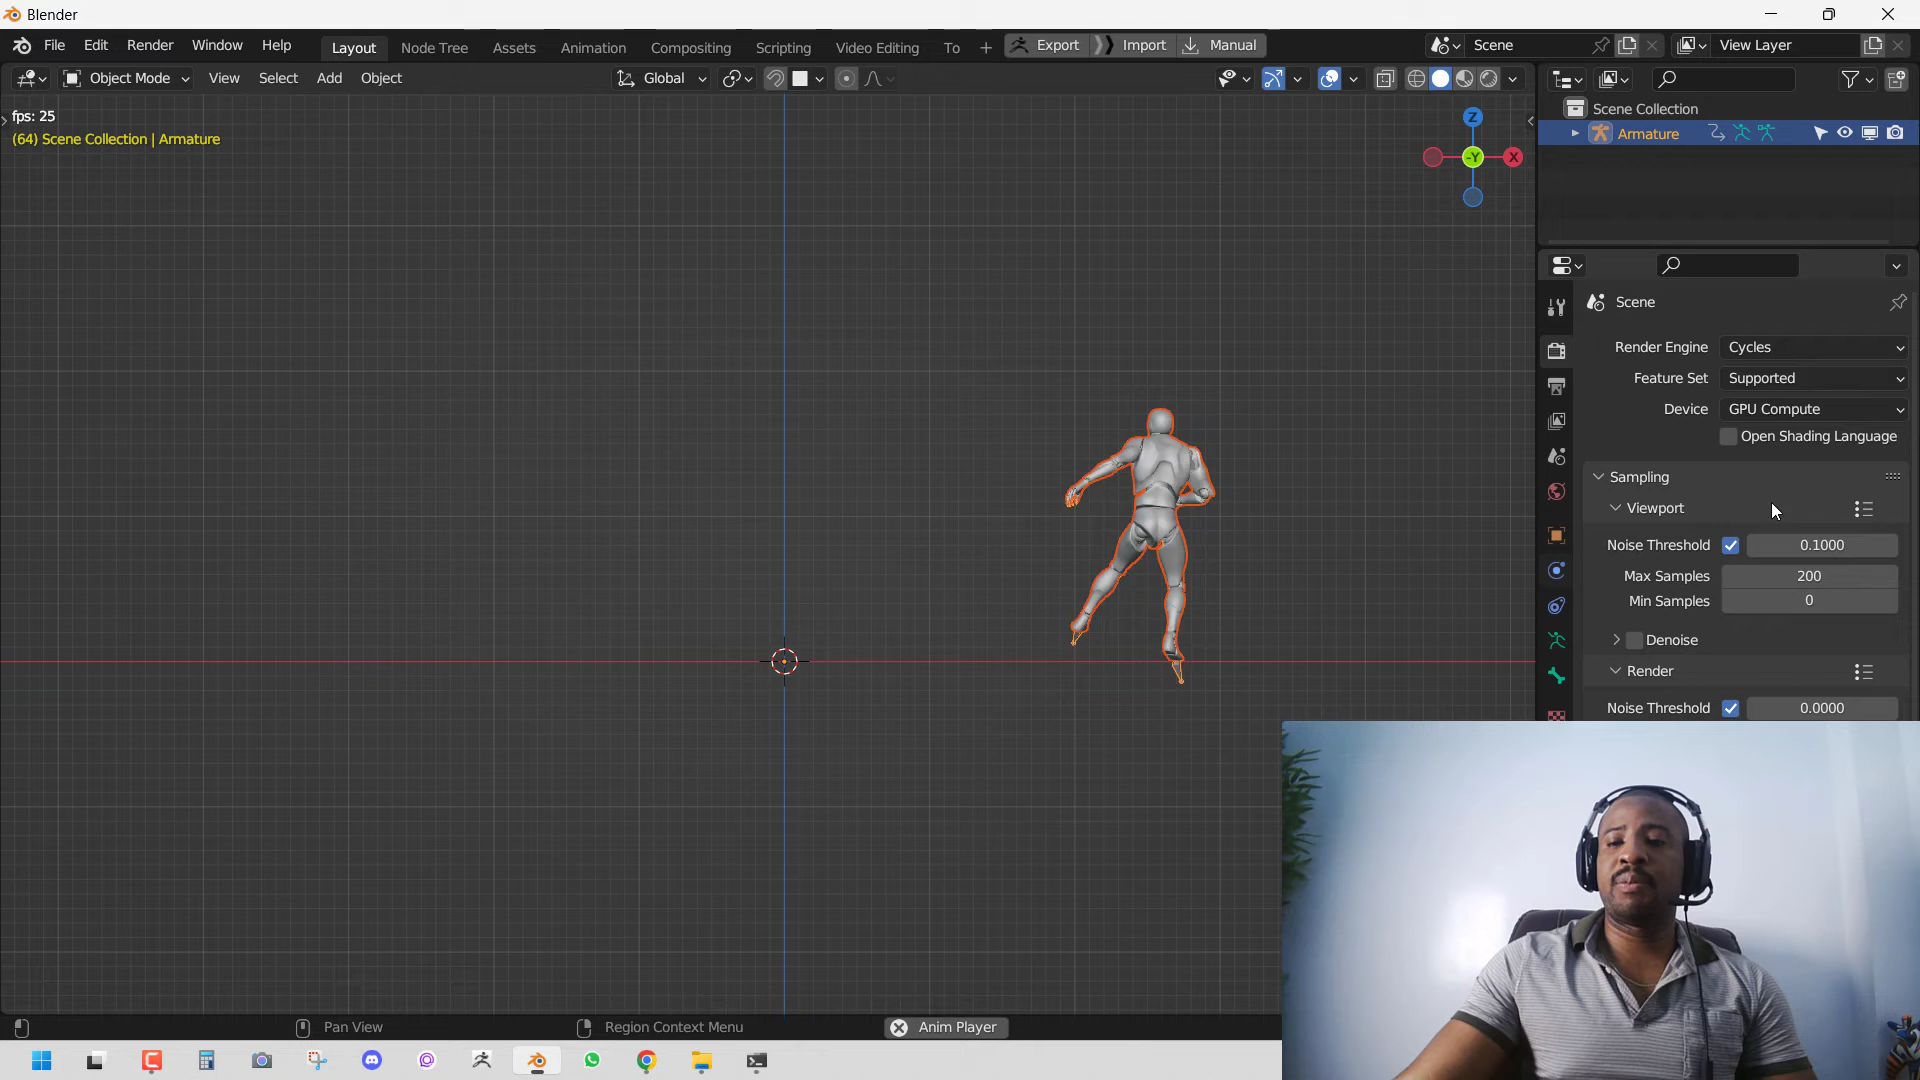 Blender
File Edit Render Window Help Layout Node Tree Assets Animation Compositing Scripting Video Editing To Export Import Manual Scene View Layer
Object Mode View Select Add Object Global
fps: 25
(64) Scene Collection | Armature
Z
-Y
X
Scene Collection
Armature
Scene
Render Engine Cycles
Feature Set Supported
Device GPU Compute
Open Shading Language
Sampling
Viewport
Noise Threshold 0.1000
Max Samples 200
Min Samples 0
Denoise
Render
Noise Threshold 0.0000
Pan View Region Context Menu Anim Player